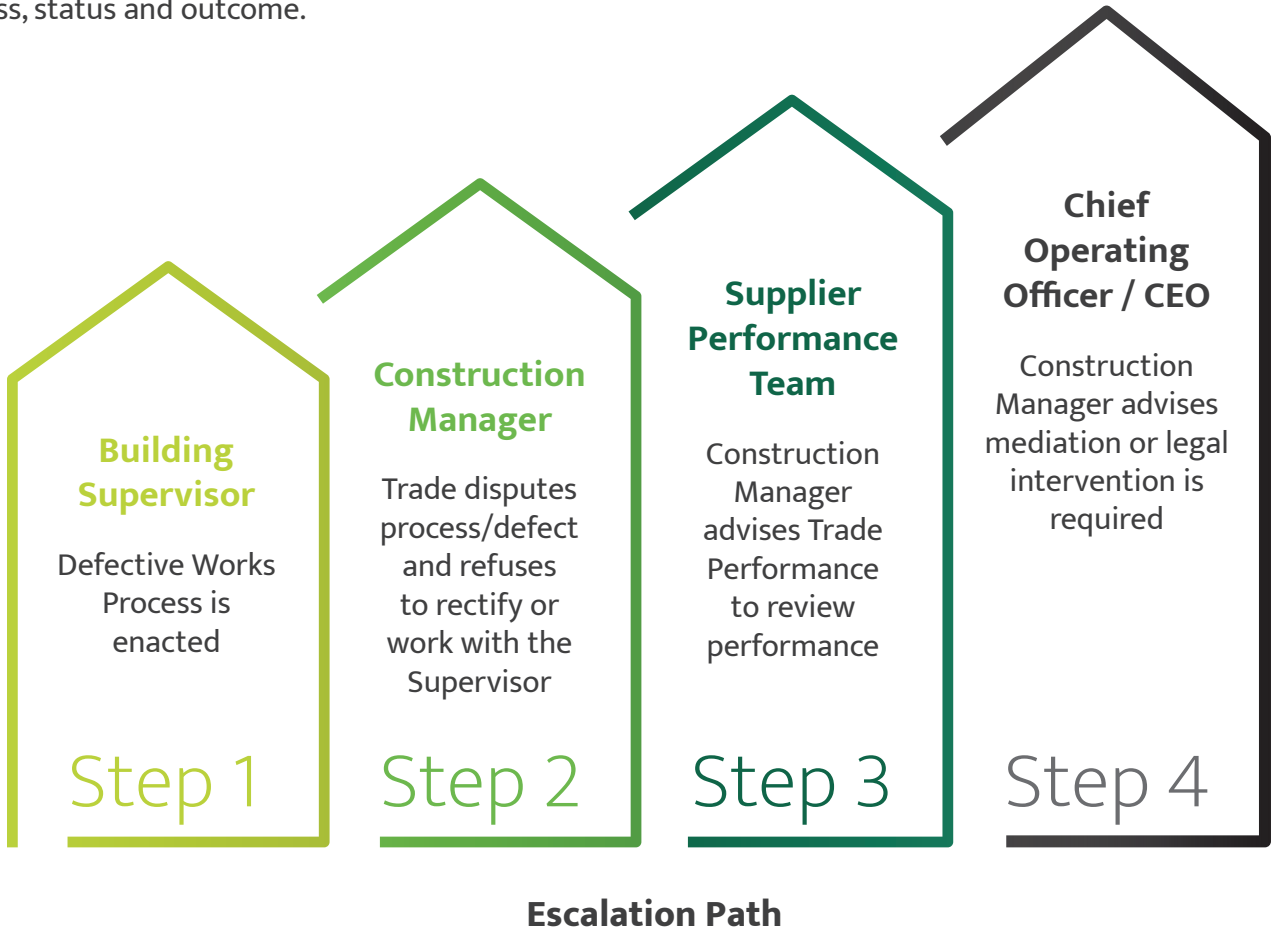 ss, status and outcome.
Building
Supervisor
Defective Works
Process is
enacted
Step 1
Construction
Manager
Trade disputes
process/defect
and refuses
to rectify or
work with the
Supervisor
Step 2
Supplier
Performance
Team
Construction
Manager
advises Trade
Performance
to review
performance
Step 3
Chief
Operating
Officer / CEO
Construction
Manager advises
mediation or legal
intervention is
required
Step 4
Escalation Path